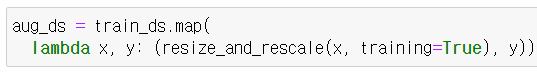 aug_ds = train_ds.map(
  lambda x, y: (resize_and_rescale(x, training=True), y))